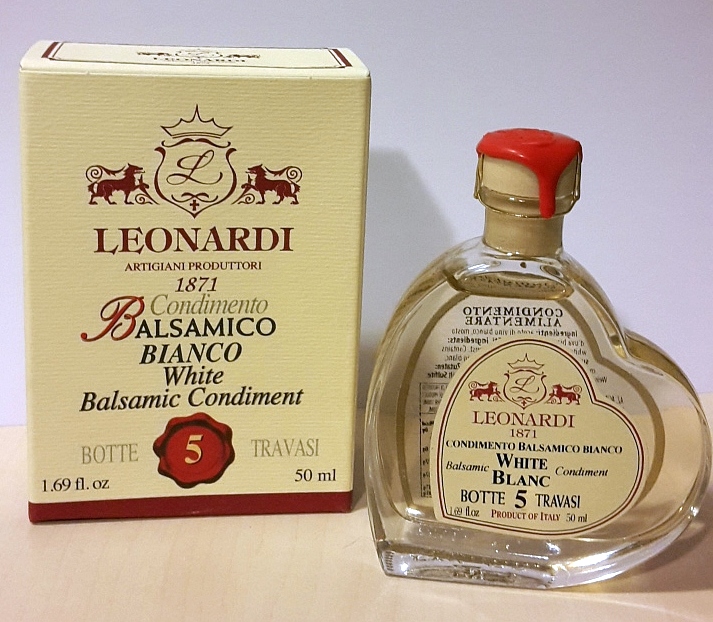 LEONARDI
L
LEONARDI
ARTIGIANI PRODUTTORI
1871
Condimento
BALSAMICO
BIANCO
White
Balsamic Condiment
BOTTE 5 TRAVASI
1.69 fl. oz 50 ml
CONDIMENTO
ALIMENTARE
LEONARDI
1871
CONDIMENTO BALSAMICO BIANCO
Balsamic WHITE Condiment
BLANC
BOTTE 5 TRAVASI
1.69 fl.oz PRODUCT OF ITALY 50 ml